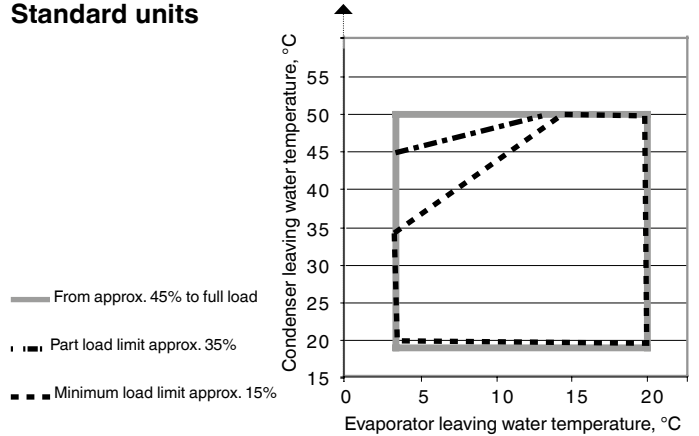 Standard units
Condenser leaving water temperature, °C
55
50
45
40
35
30
25
20
15
0 5 10 15 20
Evaporator leaving water temperature, °C
From approx. 45% to full load
Part load limit approx. 35%
Minimum load limit approx. 15%